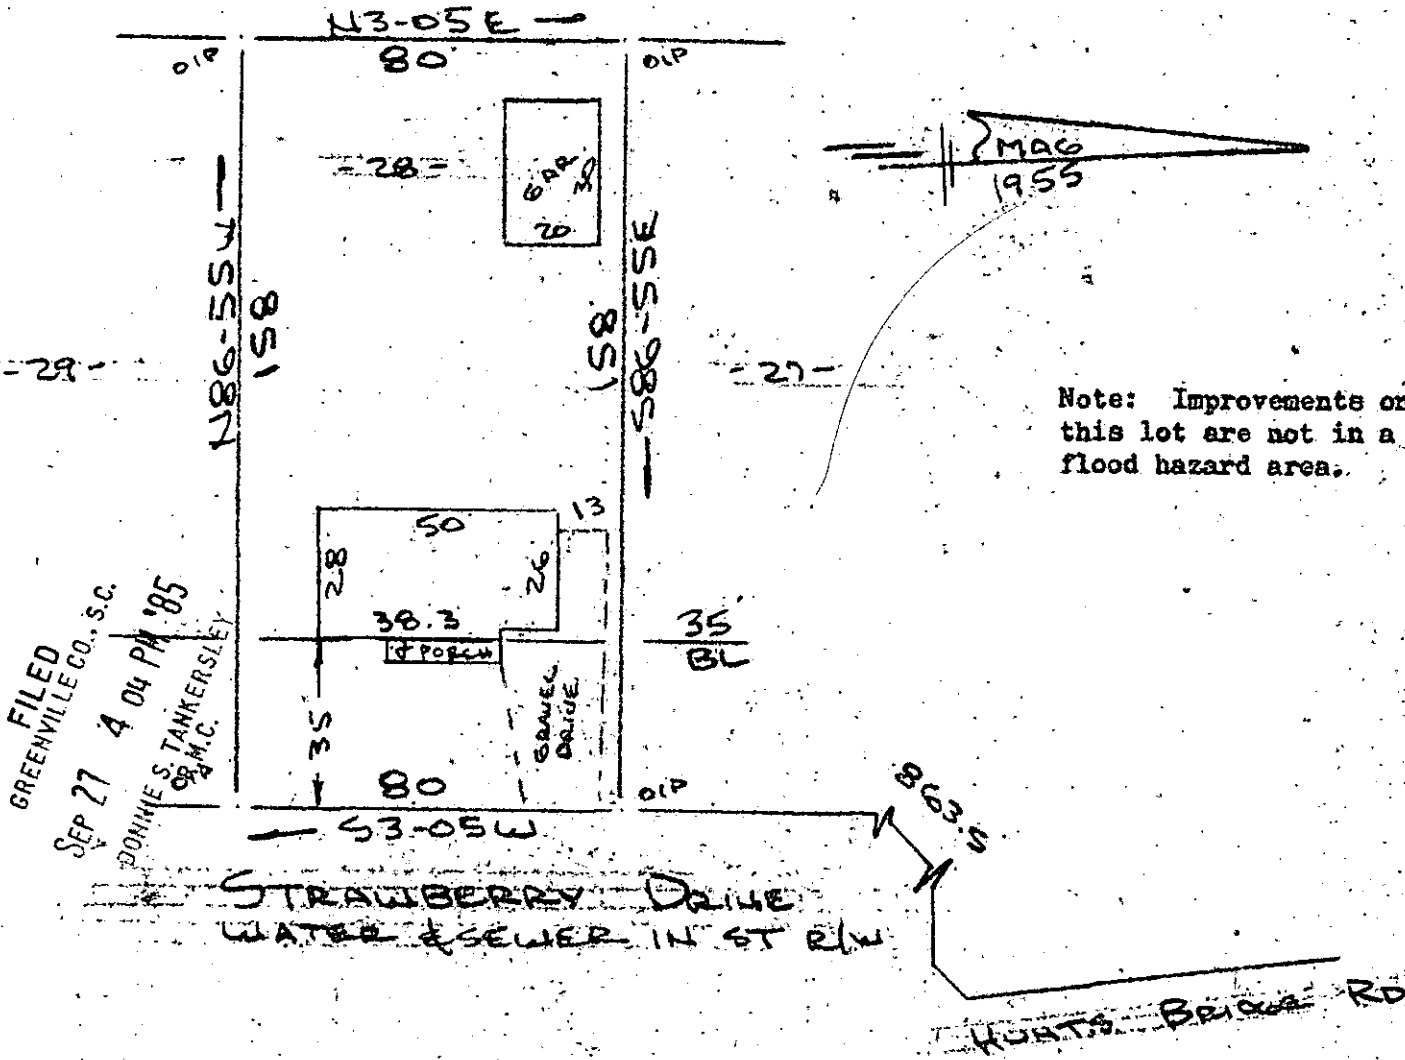 N3-05E
80
OIP
OIP
-28-
GAR
30
20
MAG
1955
N86-55W
158
158
S86-55E
-29-
-27-
Note: Improvements on
this lot are not in a
flood hazard area.
50
13
28
26
38.3
PORCH
35
BL
35
GRAVEL
DRIVE
80
OIP
S3-05W
863.5
FILED
GREENVILLE CO., S.C.
SEP 27 4 04 PM '85
DONNIE S. TANKERSLEY
R.M.C.
STRAWBERRY DRIVE
WATER & SEWER IN ST R/W
HUNTS BRIDGE RD